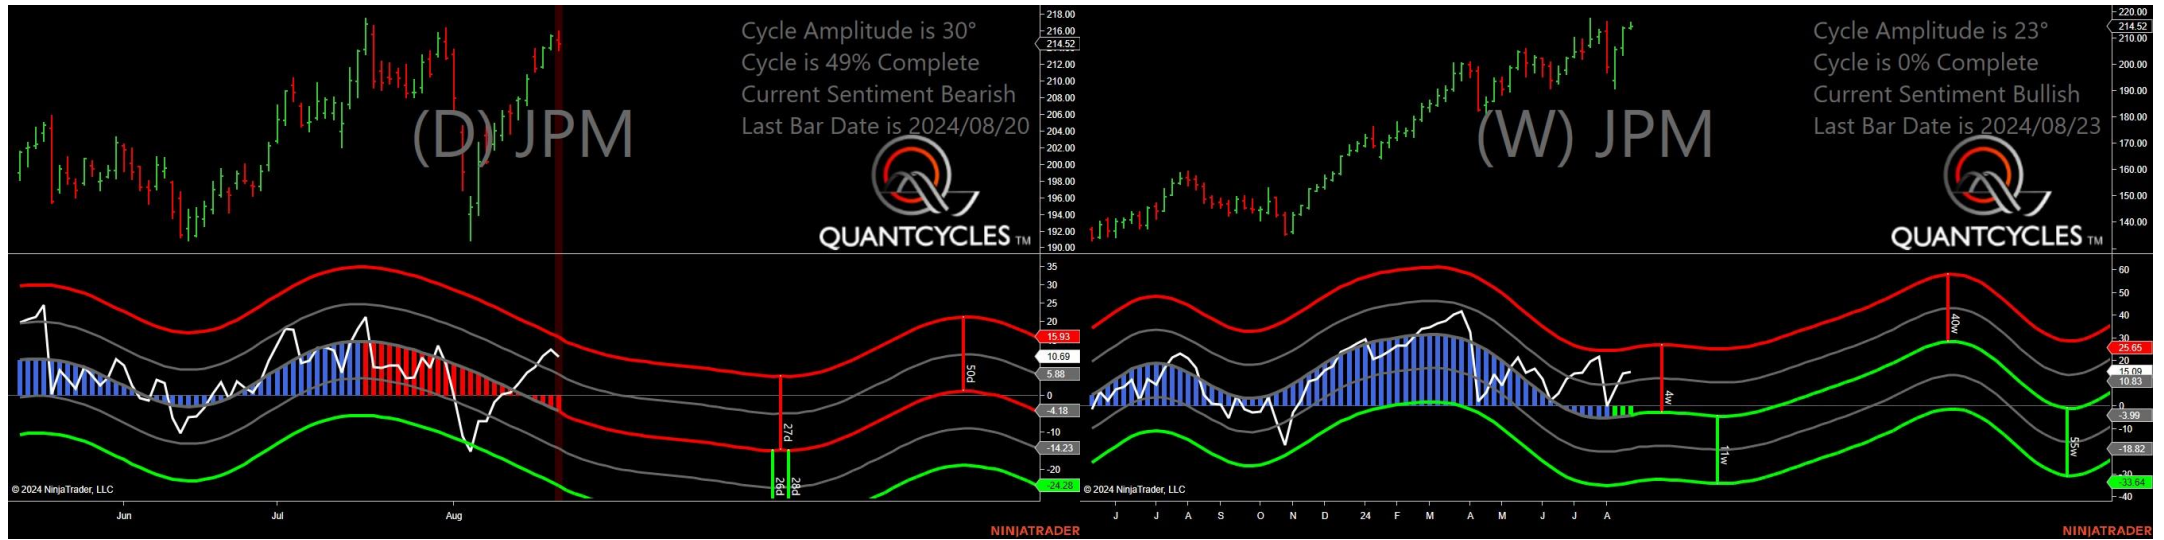 Cycle Amplitude is 30°
Cycle is 49% Complete
Current Sentiment Bearish
Last Bar Date is 2024/08/20
(D) JPM
QUANTCYCLES TM
218.00
216.00
214.52
212.00
210.00
208.00
206.00
204.00
202.00
200.00
198.00
196.00
194.00
192.00
190.00
35
30
25
20
15.93
10.69
5.88
0
-4.18
-10
-14.23
-20
-24.28
27d
26d
28d
50d
© 2024 NinjaTrader, LLC
Jun Jul Aug
NINJATRADER
Cycle Amplitude is 23°
Cycle is 0% Complete
Current Sentiment Bullish
Last Bar Date is 2024/08/23
(W) JPM
QUANTCYCLES TM
220.00
214.52
210.00
200.00
190.00
180.00
170.00
160.00
150.00
140.00
60
50
40
30
25.65
20
15.09
10.83
0
-3.99
-10
-18.82
-30
-33.64
-40
4w
11w
40w
55w
© 2024 NinjaTrader, LLC
J J A S O N D 24 F M A M J J A
NINJATRADER